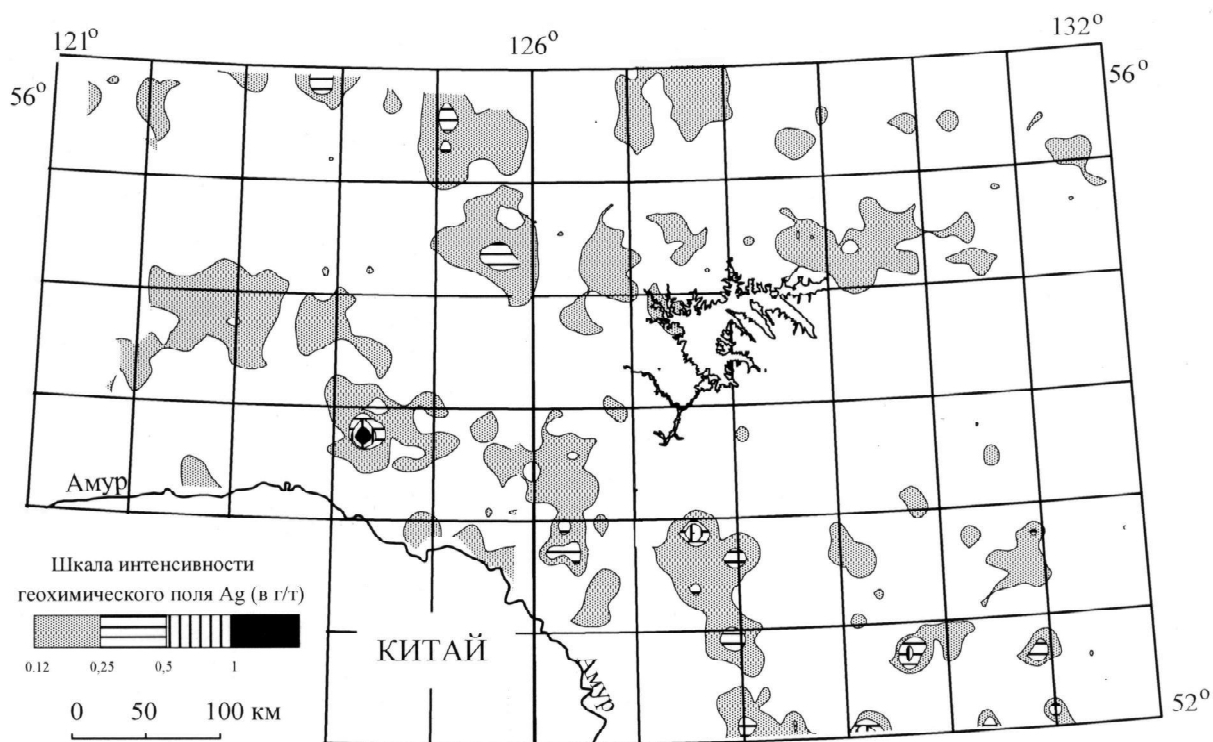 121° 126° 132°
56° 56°
Амур
Шкала интенсивности
геохимического поля Ag (в г/т)
0.12 0,25 0,5 1
КИТАЙ
Амур
52°
0 50 100 км